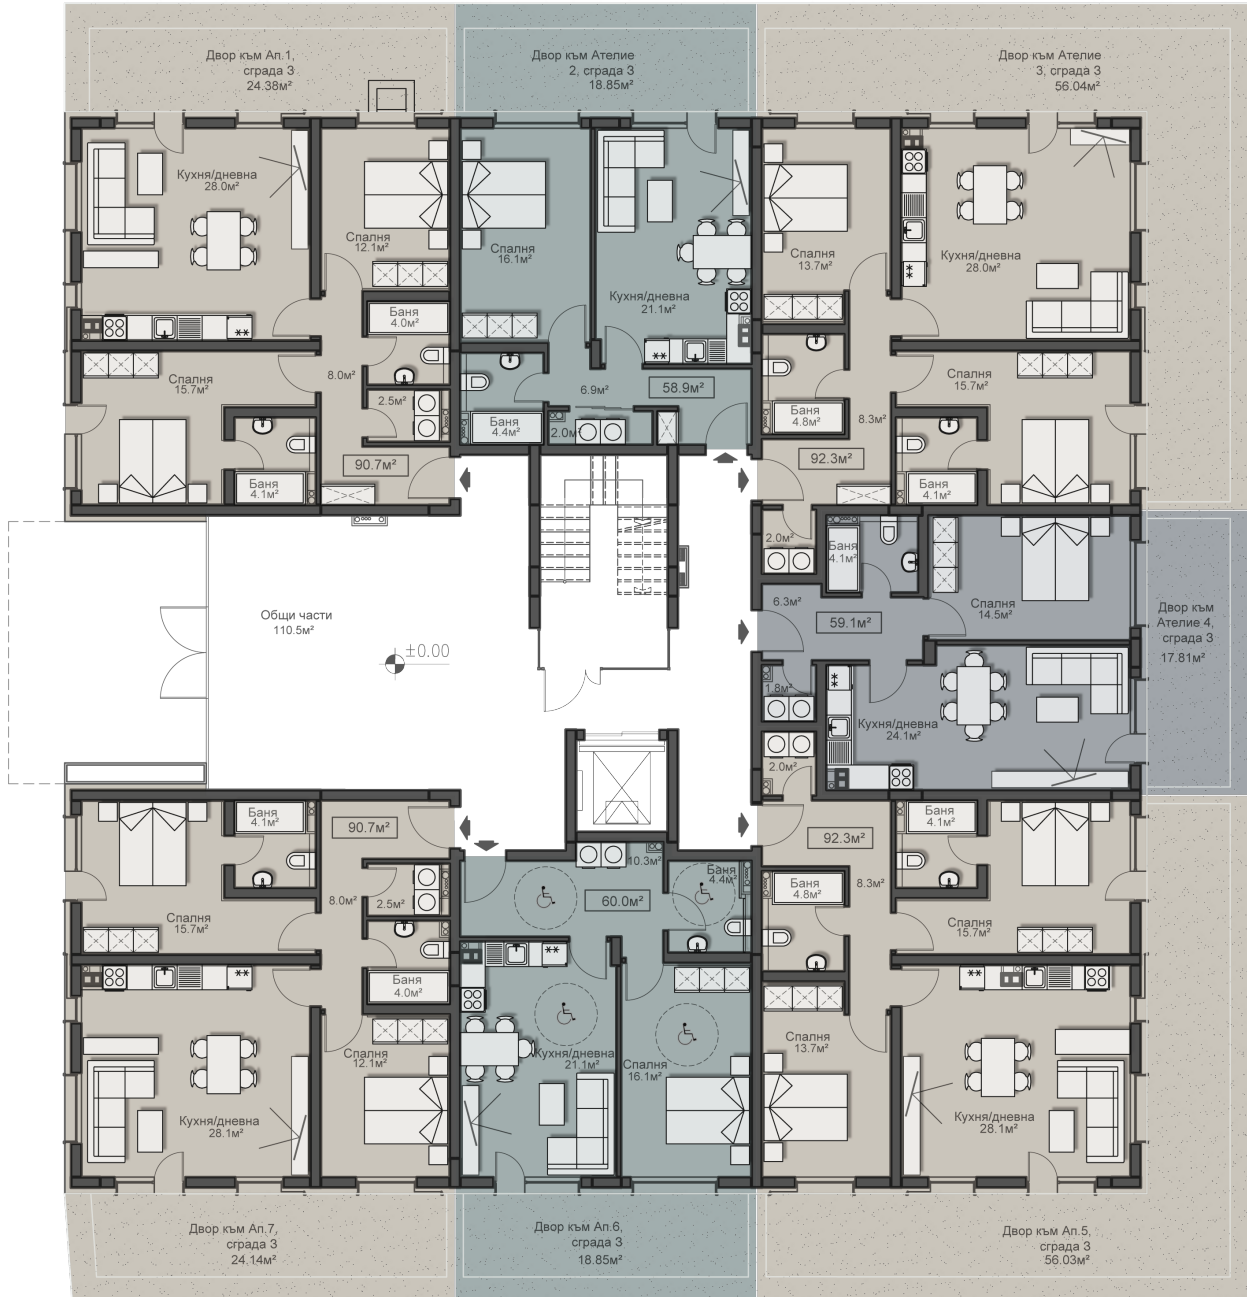 Двор към Ап.1,
сграда 3
24.38м²
Двор към Ателие
2, сграда 3
18.85м²
Двор към Ателие
3, сграда 3
56.04м²
Кухня/дневна
28.0м²
Спалня
12.1м²
Спалня
16.1м²
Кухня/дневна
21.1м²
Спалня
13.7м²
Кухня/дневна
28.0м²
Баня
4.0м²
Спалня
15.7м²
8.0м²
2.5м²
Баня
4.1м²
90.7м²
6.9м²
58.9м²
Баня
4.4м²
2.0м²
Баня
4.8м²
8.3м²
92.3м²
Спалня
15.7м²
Баня
4.1м²
2.0м²
Баня
4.1м²
6.3м²
59.1м²
Спалня
14.5м²
Двор към
Ателие 4,
сграда 3
17.81м²
Общи части
110.5м²
±0.00
1.8м²
Кухня/дневна
24.1м²
2.0м²
Баня
4.1м²
90.7м²
92.3м²
Баня
4.1м²
10.3м²
Баня
4.4м²
60.0м²
Баня
4.8м²
8.3м²
8.0м²
2.5м²
Спалня
15.7м²
Спалня
15.7м²
Баня
4.0м²
Спалня
12.1м²
Кухня/дневна
21.1м²
Спалня
16.1м²
Спалня
13.7м²
Кухня/дневна
28.1м²
Кухня/дневна
28.1м²
Двор към Ап.7,
сграда 3
24.14м²
Двор към Ап.6,
сграда 3
18.85м²
Двор към Ап.5,
сграда 3
56.03м²